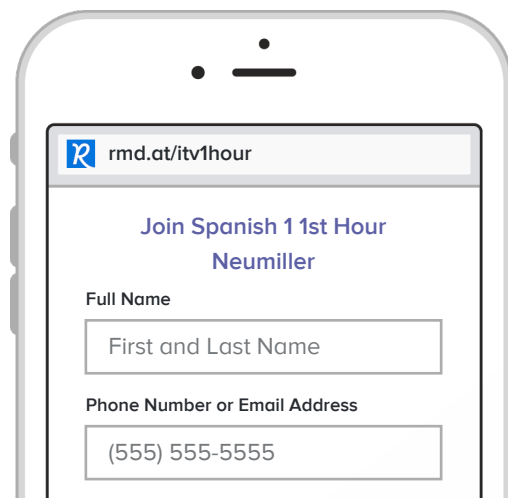 rmd.at/itv1hour
Join Spanish 1 1st Hour
Neumiller
Full Name
First and Last Name
Phone Number or Email Address
(555) 555-5555